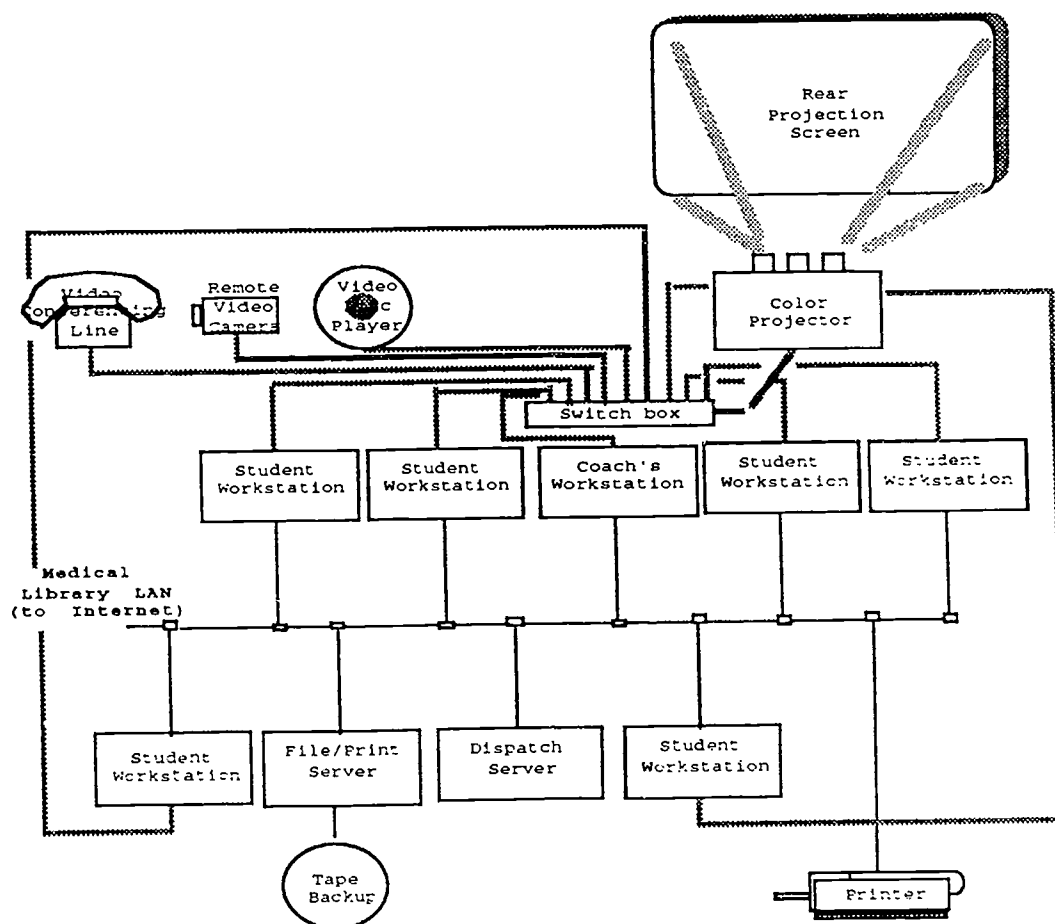 Rear
Projection
Screen
Video
Conferencing
Line
Remote
Video
Camera
Video
Player
Color
Projector
Switch box
Student
Workstation
Student
Workstation
Coach's
Workstation
Student
Workstation
Student
Workstation
Medical
Library LAN
(to Internet)
Student
Workstation
File/Print
Server
Dispatch
Server
Student
Workstation
Tape
Backup
Printer